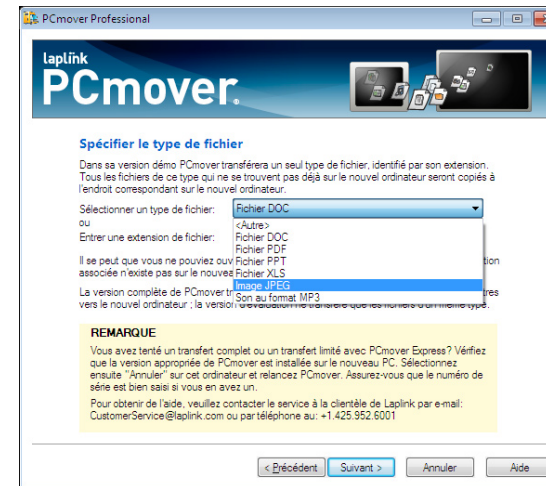 PCmover Professional
laplink
PCmover.
Spécifier le type de fichier
Dans sa version démo PCmover transférera un seul type de fichier, identifié par son extension.
Tous les fichiers de ce type qui ne se trouvent pas déjà sur le nouvel ordinateur seront copiés à
l'endroit correspondant sur le nouvel ordinateur.
Sélectionner un type de fichier: Fichier DOC
ou
<Autre>
Entrer une extension de fichier: Fichier DOC
Fichier PDF
Il se peut que vous ne pouviez ouv Fichier PPT tion
associée n'existe pas sur le nouvea Fichier XLS
Image JPEG
La version complète de PCmover tr Son au format MP3 tres
vers le nouvel ordinateur ; la version d'évaluation ne transfère que les fichiers d'un même type.
REMARQUE
Vous avez tenté un transfert complet ou un transfert limité avec PCmover Express? Vérifiez
que la version appropriée de PCmover est installée sur le nouveau PC. Sélectionnez
ensuite "Annuler" sur cet ordinateur et relancez PCmover. Assurez-vous que le numéro de
série est bien saisi si vous en avez un.
Pour obtenir de l'aide, veuillez contacter le service à la clientèle de Laplink par e-mail:
CustomerService@laplink.com ou par téléphone au: +1.425.952.6001
< Précédent Suivant > Annuler Aide